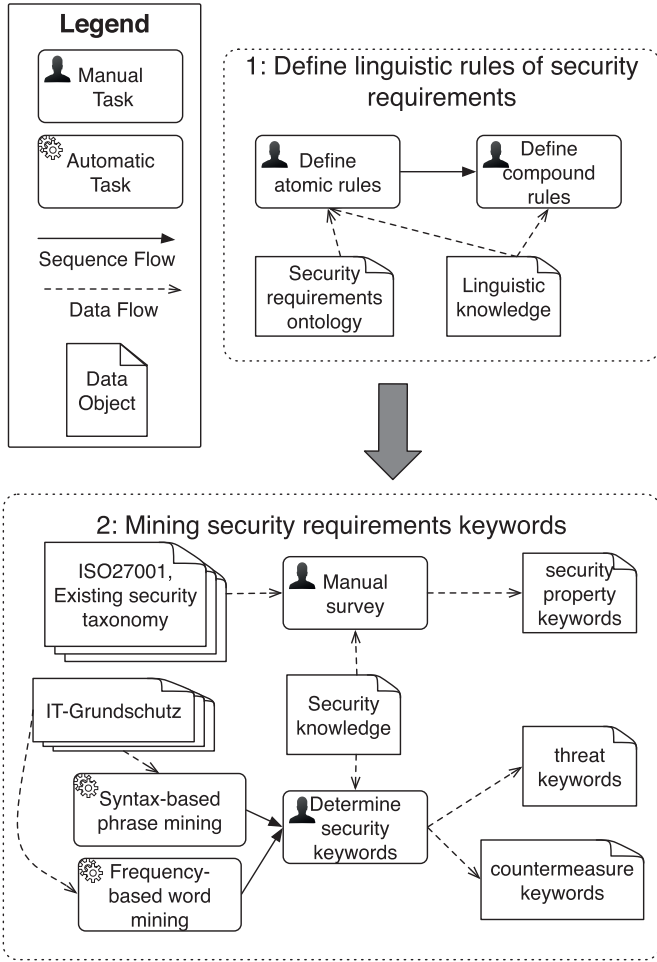 Legend
Manual
Task
Automatic
Task
Sequence Flow
Data Flow
Data
Object
1: Define linguistic rules of security
requirements
Define
atomic rules
Define
compound
rules
Security
requirements
ontology
Linguistic
knowledge
2: Mining security requirements keywords
ISO27001,
Existing security
taxonomy
Manual
survey
security
property
keywords
IT-Grundschutz
Security
knowledge
threat
keywords
Syntax-based
phrase mining
Determine
security
keywords
Frequency-
based word
mining
countermeasure
keywords